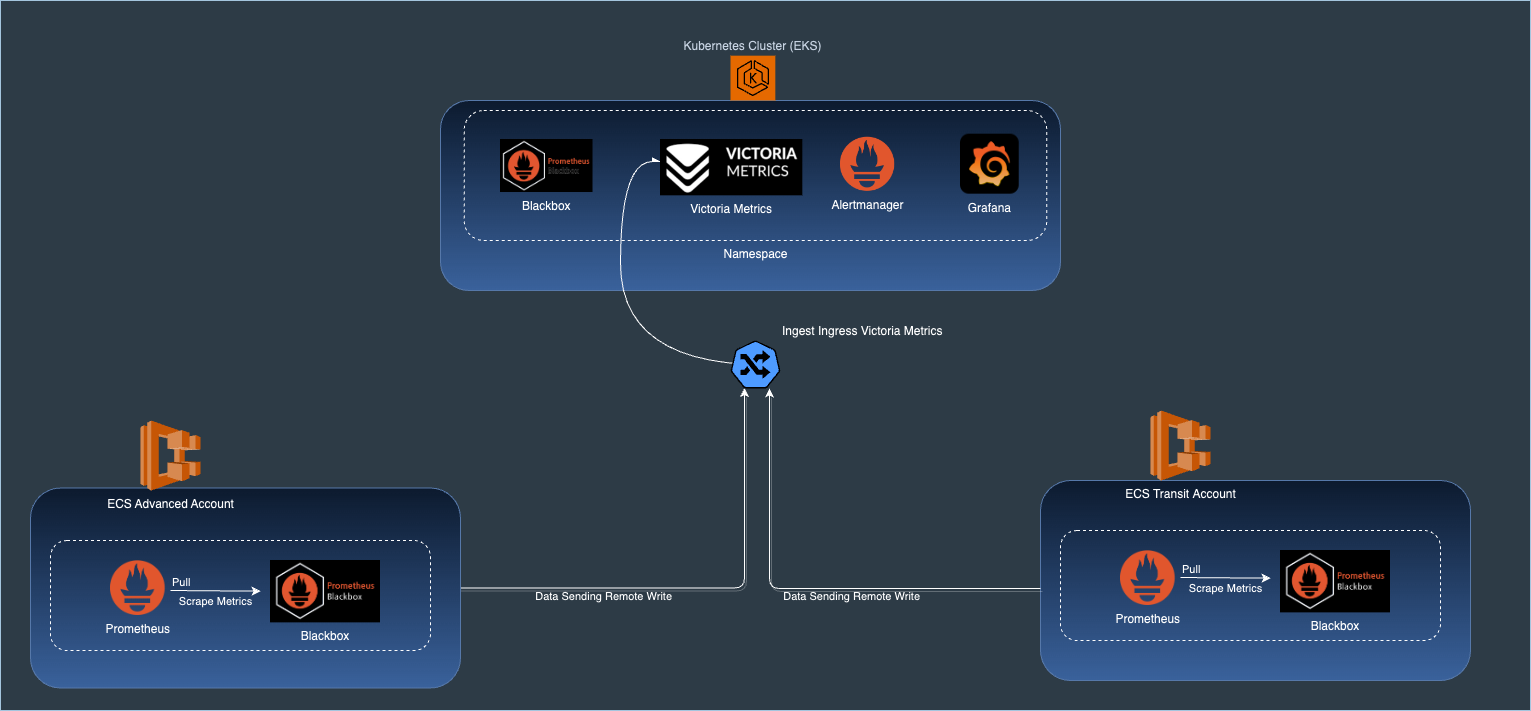 Kubernetes Cluster (EKS)
K
Prometheus
Blackbox
VICTORIA
METRICS
Blackbox
Victoria Metrics
Alertmanager
Grafana
Namespace
Ingest Ingress Victoria Metrics
ECS Advanced Account
Pull
Scrape Metrics
Prometheus
Blackbox
Prometheus
Blackbox
Data Sending Remote Write
Data Sending Remote Write
ECS Transit Account
Pull
Scrape Metrics
Prometheus
Blackbox
Prometheus
Blackbox